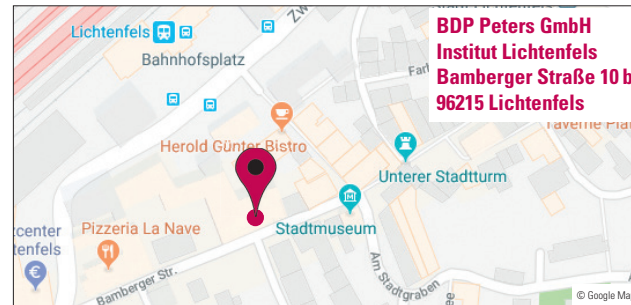 BDP Peters GmbH
Institut Lichtenfels
Bamberger Straße 10 b
96215 Lichtenfels
Lichtenfels
Bahnhofsplatz
Herold Günter Bistro
Unterer Stadtturm
Stadtmuseum
Pizzeria La Nave
Bamberger Str.
Am Stadtgraben
© Google Ma